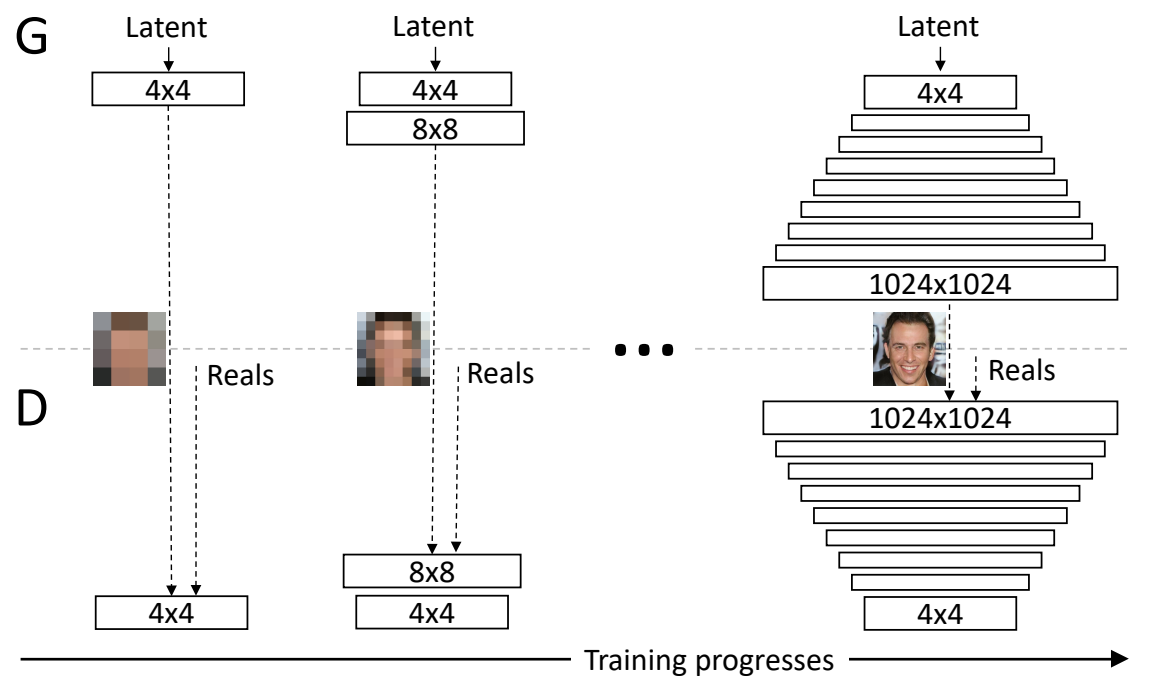 G
Latent
Latent
Latent
4x4
4x4
4x4
8x8
1024x1024
Reals
Reals
Reals
D
1024x1024
8x8
4x4
4x4
4x4
Training progresses